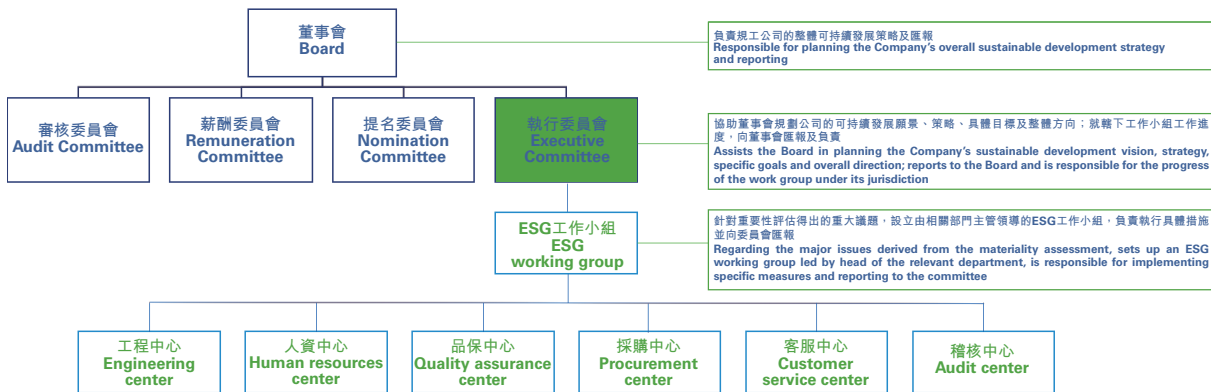 董事會
Board
負責規工公司的整體可持續發展策略及匯報
Responsible for planning the Company's overall sustainable development strategy
and reporting
審核委員會
Audit Committee
薪酬委員會
Remuneration
Committee
提名委員會
Nomination
Committee
執行委員會
Executive
Committee
協助董事會規劃公司的可持續發展願景、策略、具體目標及整體方向；就轄下工作小組工作進
度，向董事會匯報及負責
Assists the Board in planning the Company's sustainable development vision, strategy,
specific goals and overall direction; reports to the Board and is responsible for the progress
of the work group under its jurisdiction
ESG工作小組
ESG
working group
針對重要性評估得出的重大議題，設立由相關部門主管領導的ESG工作小組，負責執行具體措施
並向委員會匯報
Regarding the major issues derived from the materiality assessment, sets up an ESG
working group led by head of the relevant department, is responsible for implementing
specific measures and reporting to the committee
工程中心
Engineering
center
人資中心
Human resources
center
品保中心
Quality assurance
center
採購中心
Procurement
center
客服中心
Customer
service center
稽核中心
Audit center